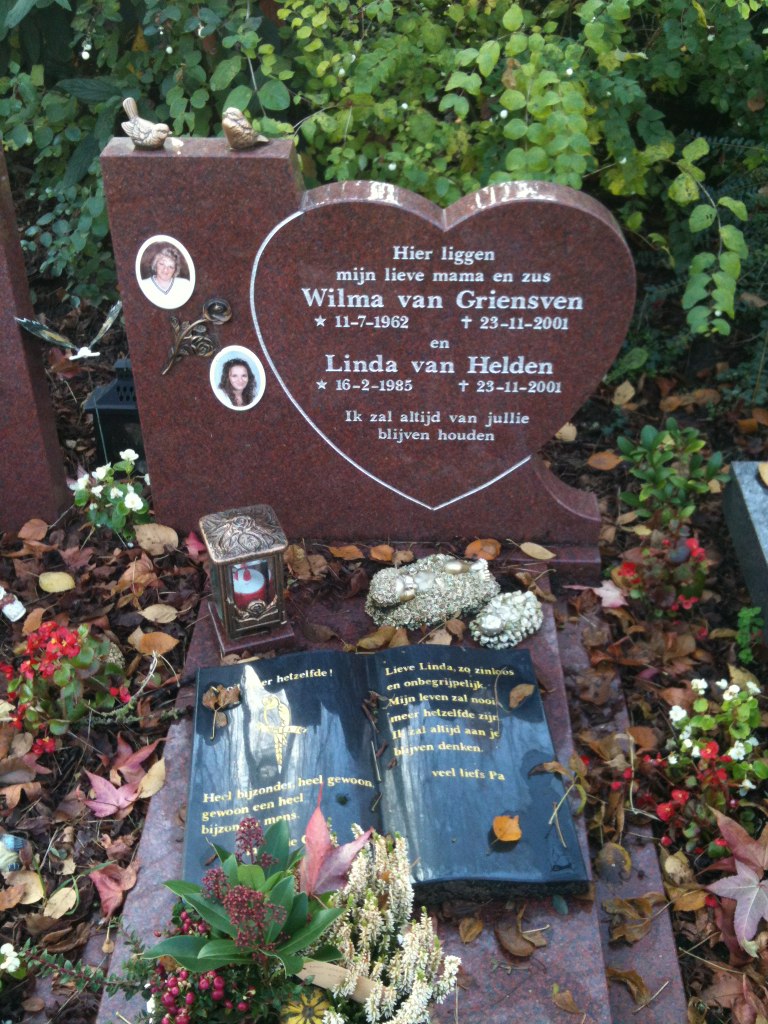 Hier liggen
mijn lieve mama en zus
Wilma van Griensven
★ 11-7-1962 ✝ 23-11-2001
en
Linda van Helden
★ 16-2-1985 ✝ 23-11-2001
Ik zal altijd van jullie
blijven houden
hetzelfde!
Heel bijzonder, heel gewoon,
gewoon een heel
bijzonder mens.
Lieve Linda, zo zinloos
en onbegrijpelijk.
Mijn leven zal nooit
meer hetzelfde zijn
Ik zal altijd aan je
blijven denken.
veel liefs Pa